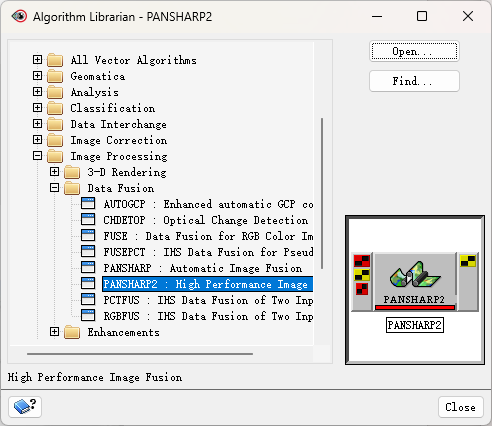 Algorithm Librarian - PANSHARP2
Open...
Find...
All Vector Algorithms
Geomatica
Analysis
Classification
Data Interchange
Image Correction
Image Processing
3-D Rendering
Data Fusion
AUTOGCP : Enhanced automatic GCP co
CHDETOP : Optical Change Detection
FUSE : Data Fusion for RGB Color Im
FUSEPCT : IHS Data Fusion for Pseud
PANSHARP : Automatic Image Fusion
PANSHARP2 : High Performance Image
PCTFUS : IHS Data Fusion of Two Inp
RGBFUS : IHS Data Fusion of Two Inp
Enhancements
PANSHARP2
PANSHARP2
High Performance Image Fusion
?
Close